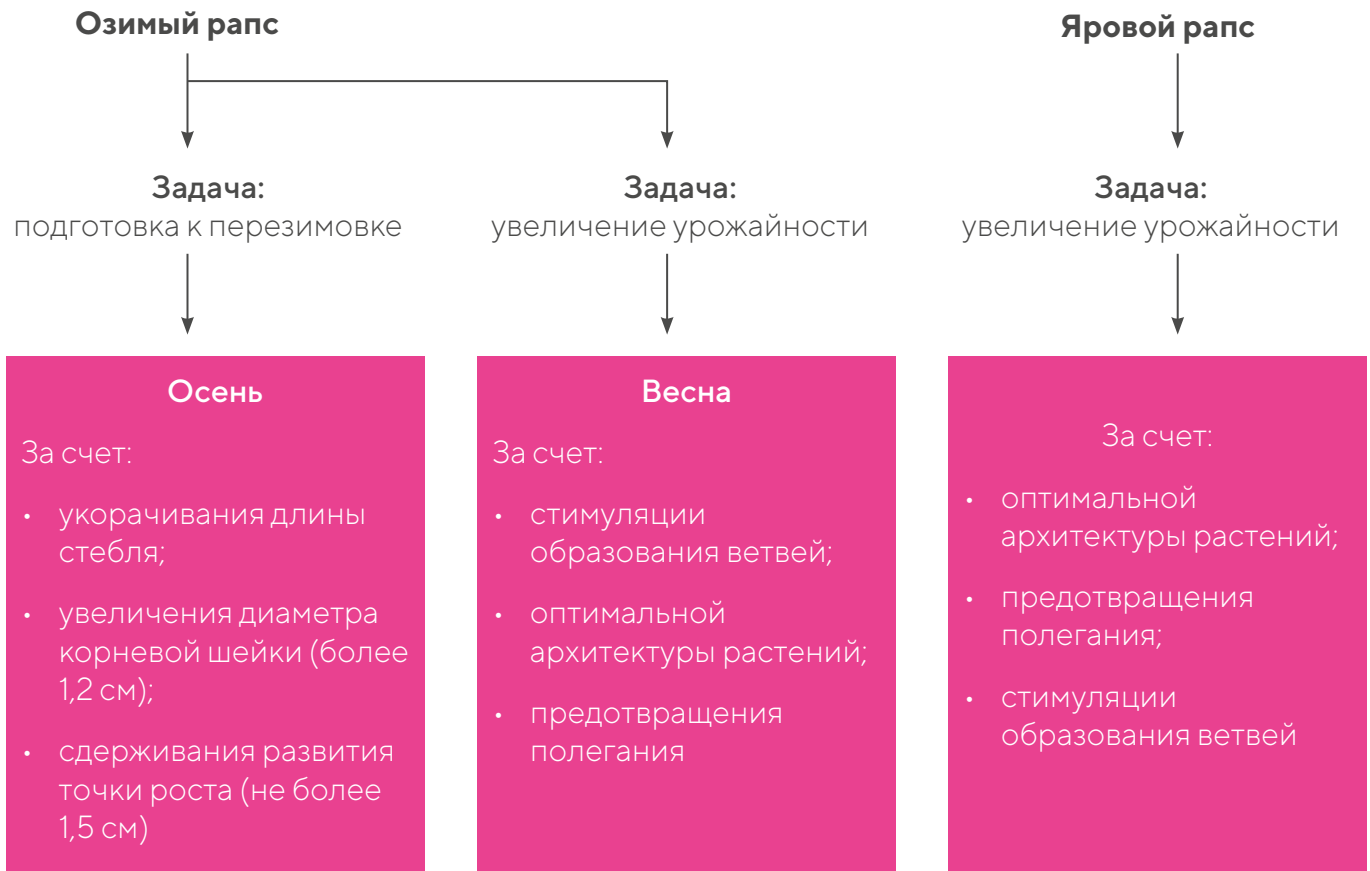 Озимый рапс
Яровой рапс
Задача:
подготовка к перезимовке
Задача:
увеличение урожайности
Задача:
увеличение урожайности
Осень
За счет:
• укорачивания длины
стебля;
• увеличения диаметра
корневой шейки (более
1,2 см);
• сдерживания развития
точки роста (не более
1,5 см)
Весна
За счет:
• стимуляции
образования ветвей;
• оптимальной
архитектуры растений;
• предотвращения
полегания
За счет:
• оптимальной
архитектуры растений;
• предотвращения
полегания;
• стимуляции
образования ветвей